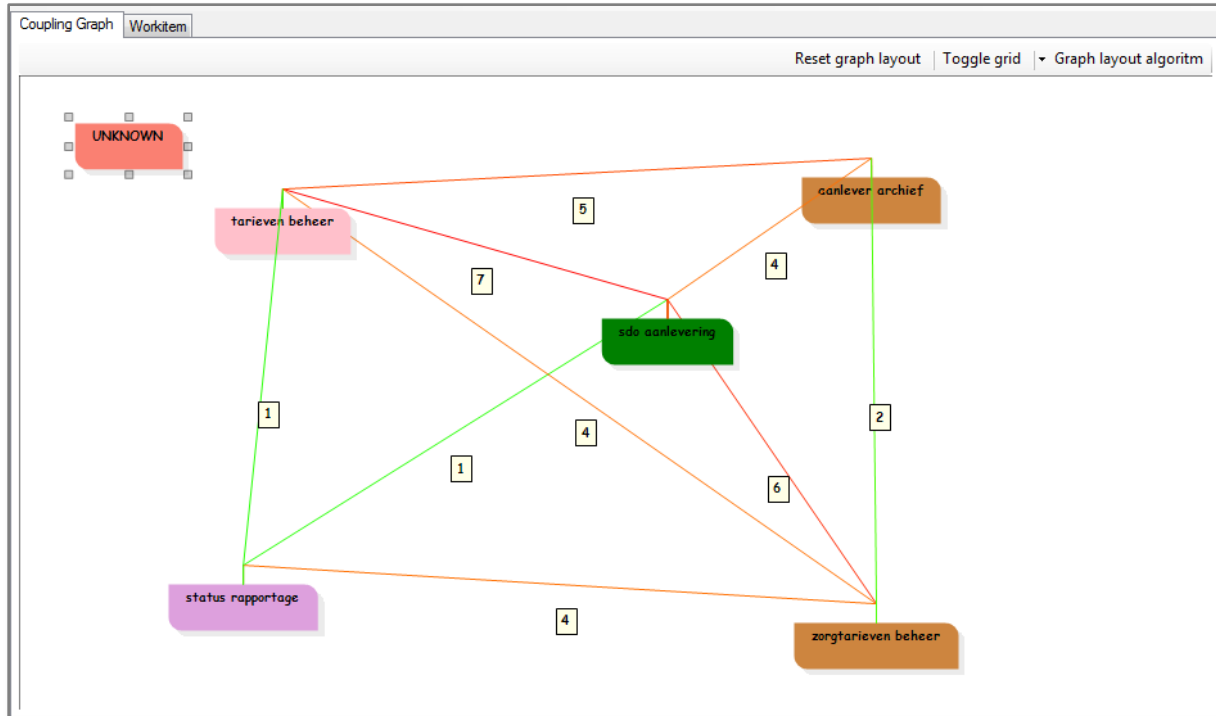 Coupling Graph Workitem
Reset graph layout Toggle grid Graph layout algoritm
UNKNOWN
aanlever archief
tarieven beheer
5
4
7
sdo aanlevering
1
2
4
1
6
status rapportage
4
zorgtarieven beheer